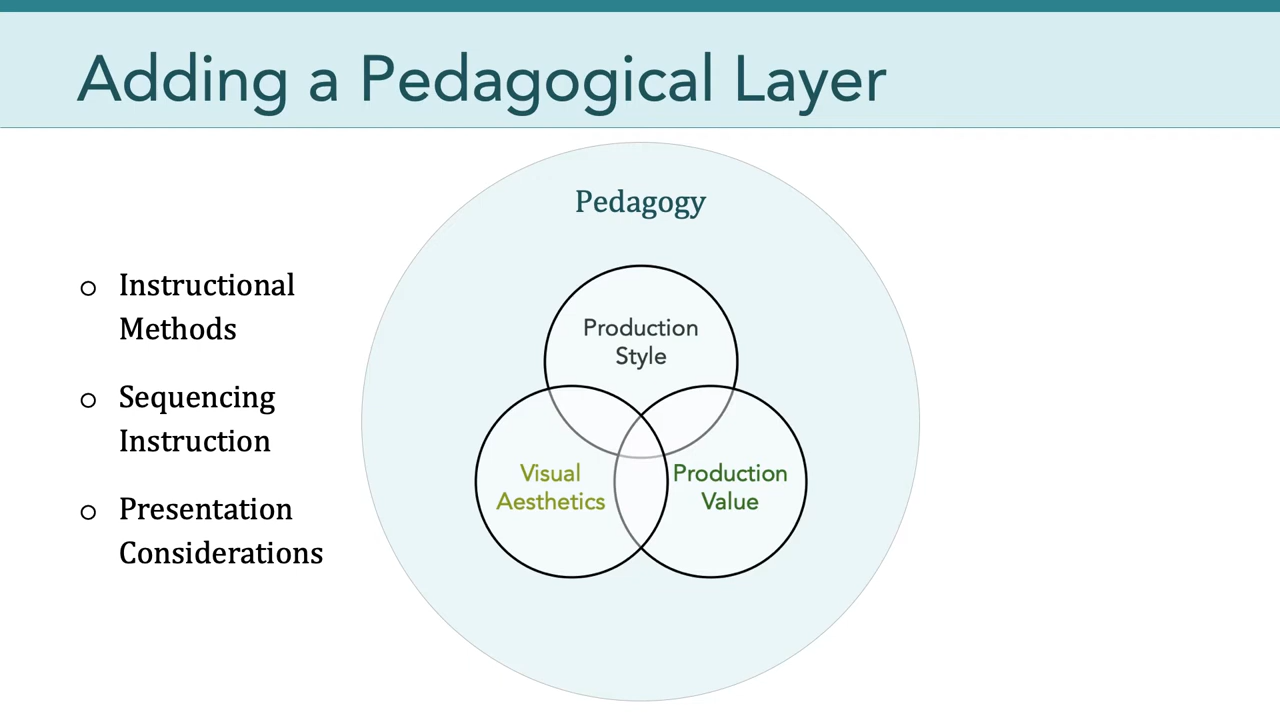 Adding a Pedagogical Layer
Instructional
Methods
Sequencing
Instruction
Presentation
Considerations
Pedagogy
Production
Style
Visual
Aesthetics
Production
Value